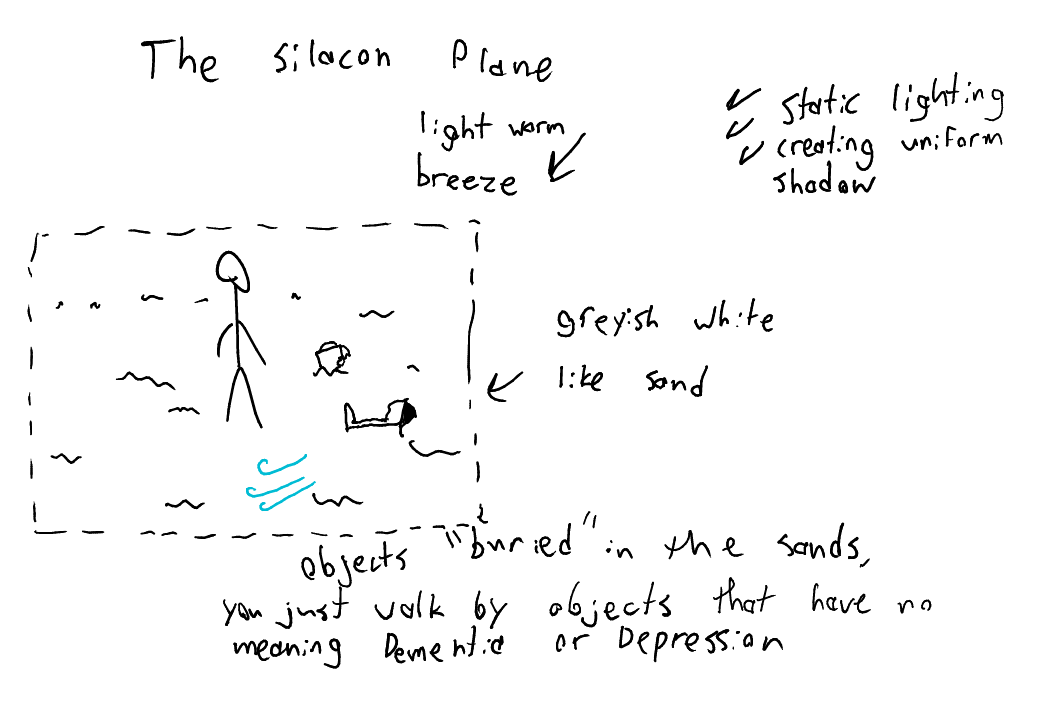 The silacon Plane
light warm
breeze
static lighting
creating uniform
shadow
greyish white
like sand
objects "buried" in the sands,
you just walk by objects that have no
meaning Dementia or Depression